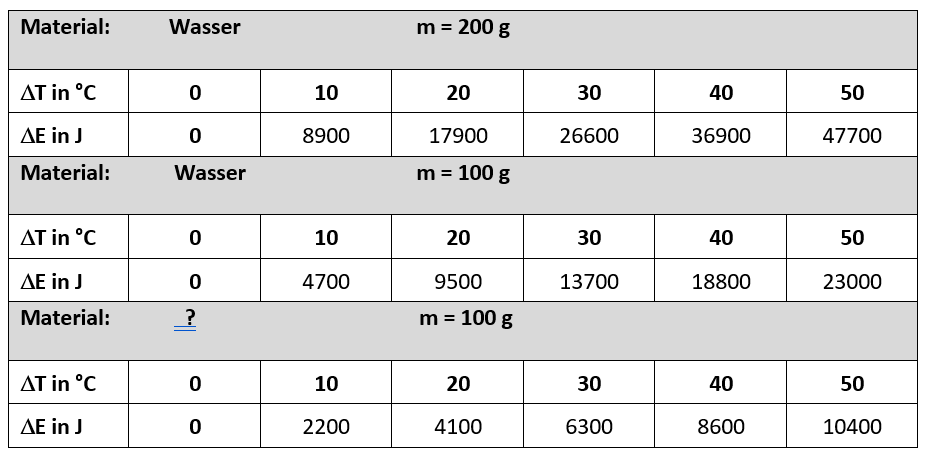 Material: Wasser m = 200 g
ΔT in °C 0 10 20 30 40 50
ΔE in J 0 8900 17900 26600 36900 47700
Material: Wasser m = 100 g
ΔT in °C 0 10 20 30 40 50
ΔE in J 0 4700 9500 13700 18800 23000
Material: ? m = 100 g
ΔT in °C 0 10 20 30 40 50
ΔE in J 0 2200 4100 6300 8600 10400